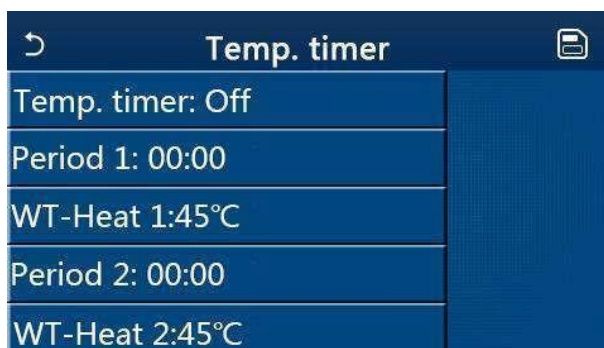 Temp. timer
Temp. timer: Off
Period 1: 00:00
WT-Heat 1:45℃
Period 2: 00:00
WT-Heat 2:45℃